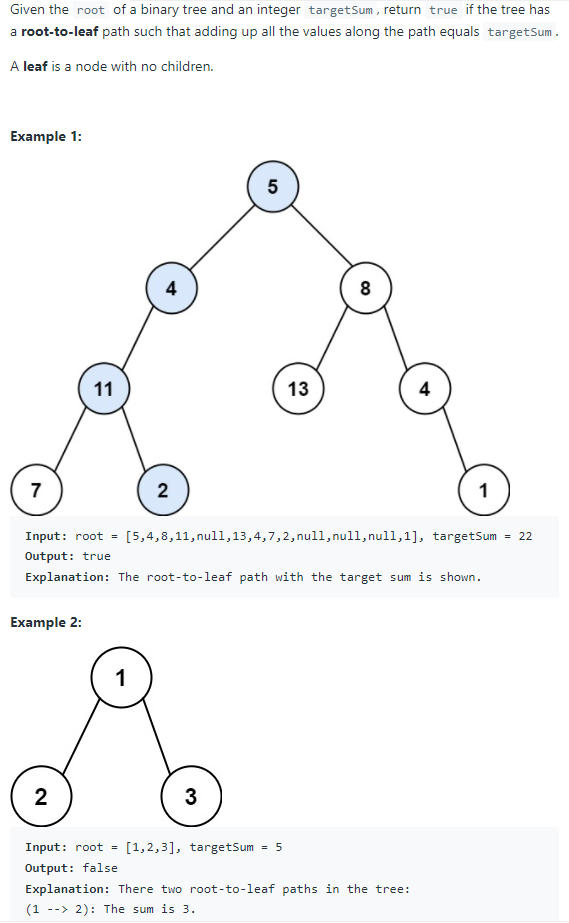 Given the root of a binary tree and an integer targetSum, return true if the tree has
a root-to-leaf path such that adding up all the values along the path equals targetSum.
A leaf is a node with no children.
Example 1:
5
4
8
11
13
4
7
2
1
Input: root = [5,4,8,11,null,13,4,7,2,null,null,null,1], targetSum = 22
Output: true
Explanation: The root-to-leaf path with the target sum is shown.
Example 2:
1
2
3
Input: root = [1,2,3], targetSum = 5
Output: false
Explanation: There two root-to-leaf paths in the tree:
(1 --> 2): The sum is 3.